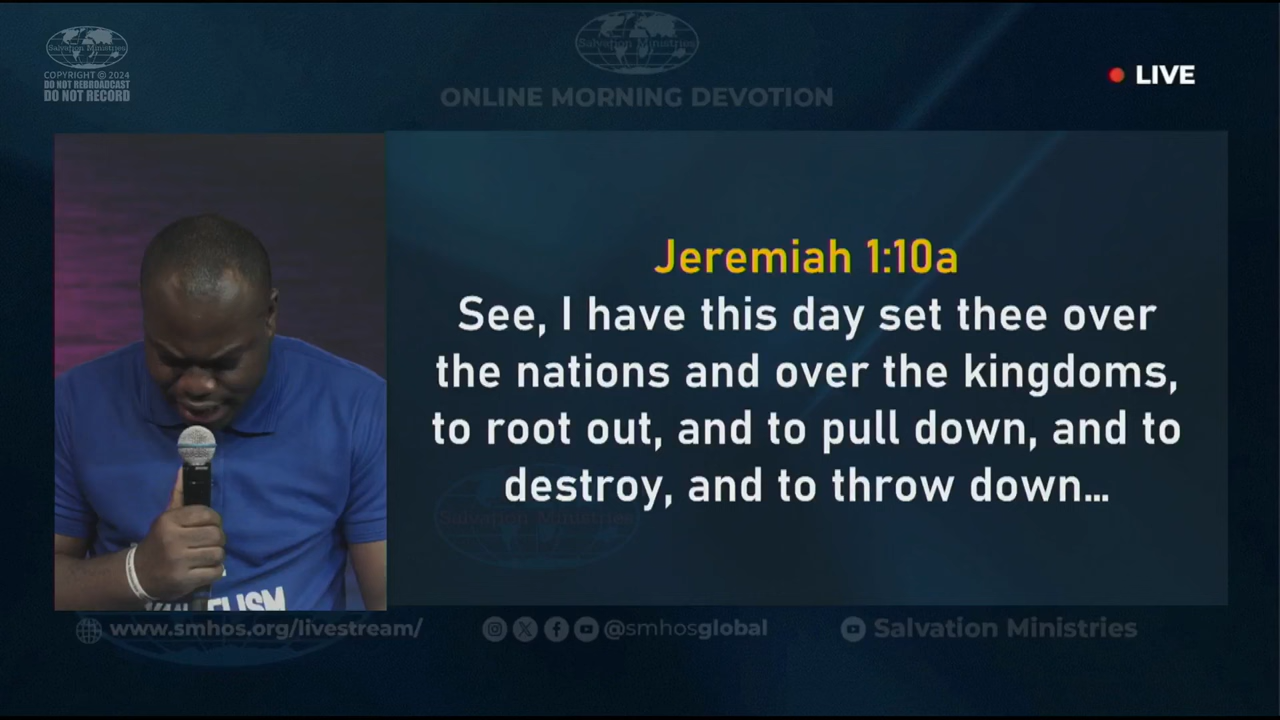 Salvation Ministries
COPYRIGHT © 2024
DO NOT REBROADCAST
DO NOT RECORD
Salvation Ministries
ONLINE MORNING DEVOTION
LIVE
Jeremiah 1:10a
See, I have this day set thee over
the nations and over the kingdoms,
to root out, and to pull down, and to
destroy, and to throw down...
Salvation Ministries
www.smhos.org/livestream/
@smhosglobal
Salvation Ministries